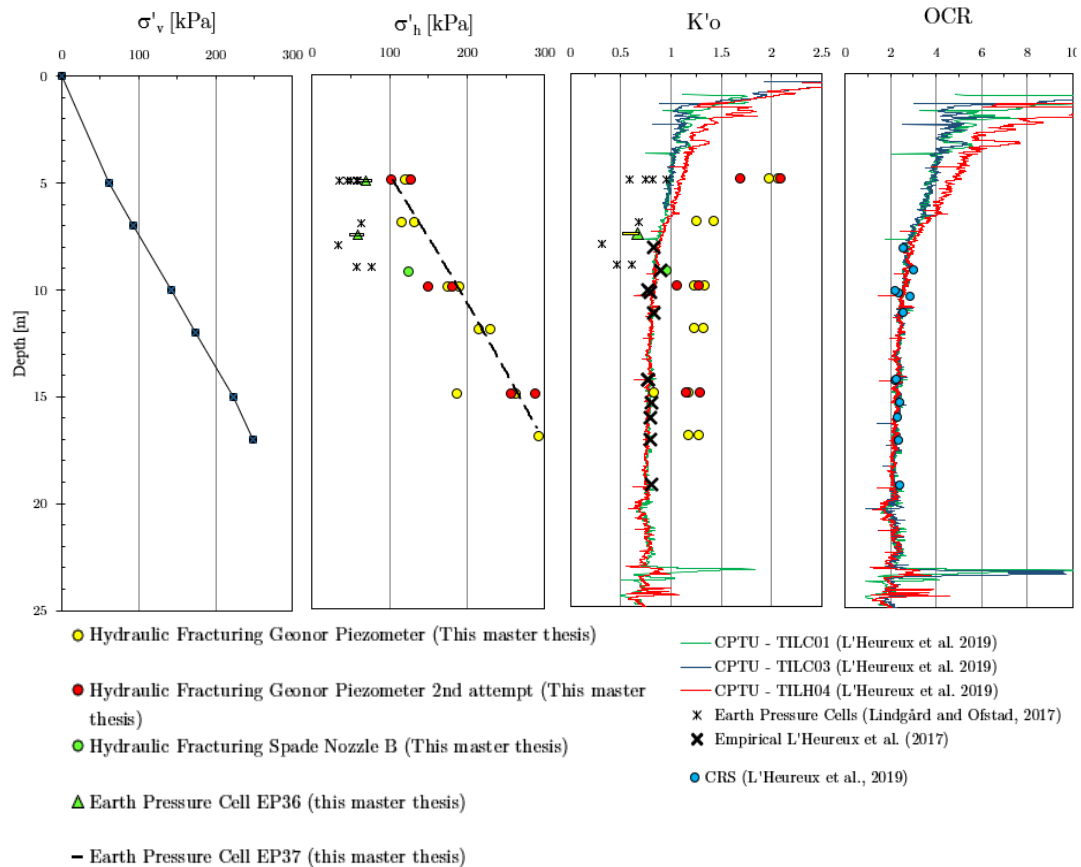 σ'v [kPa]
σ'h [kPa]
K'o
OCR
0 100 200 300
0 100 200 300
0 0.5 1 1.5 2 2.5
0 2 4 6 8 10
Depth [m]
0
5
10
15
20
25
Hydraulic Fracturing Geonor Piezometer (This master thesis)
Hydraulic Fracturing Geonor Piezometer 2nd attempt (This master
thesis)
Hydraulic Fracturing Spade Nozzle B (This master thesis)
Earth Pressure Cell EP36 (this master thesis)
Earth Pressure Cell EP37 (this master thesis)
CPTU - TILC01 (L'Heureux et al. 2019)
CPTU - TILC03 (L'Heureux et al. 2019)
CPTU - TILH04 (L'Heureux et al. 2019)
Earth Pressure Cells (Lindgård and Ofstad, 2017)
Empirical L'Heureux et al. (2017)
CRS (L'Heureux et al., 2019)